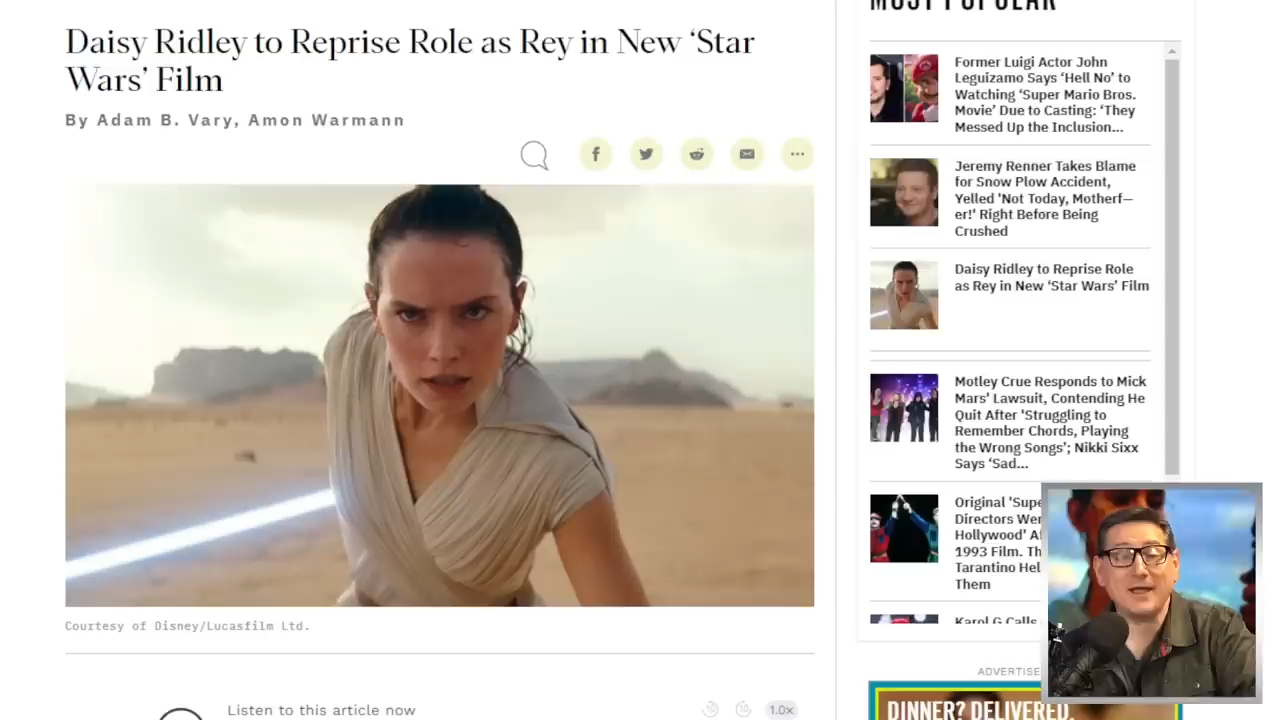 Daisy Ridley to Reprise Role as Rey in New ‘Star
Wars’ Film
By Adam B. Vary, Amon Warmann
Courtesy of Disney/Lucasfilm Ltd.
Listen to this article now
1.0x
MOST POPULAR
Former Luigi Actor John
Leguizamo Says ‘Hell No’ to
Watching ‘Super Mario Bros.
Movie’ Due to Casting: ‘They
Messed Up the Inclusion...
Jeremy Renner Takes Blame
for Snow Plow Accident,
Yelled 'Not Today, Motherf—
er!' Right Before Being
Crushed
Daisy Ridley to Reprise Role
as Rey in New ‘Star Wars’ Film
Motley Crue Responds to Mick
Mars' Lawsuit, Contending He
Quit After 'Struggling to
Remember Chords, Playing
the Wrong Songs'; Nikki Sixx
Says ‘Sad...
Original 'Supe
Directors Wer
Hollywood' Af
1993 Film. Th
Tarantino Hel
Them
Karol G Calls
ADVERTISE
DINNER? DELIVERED.